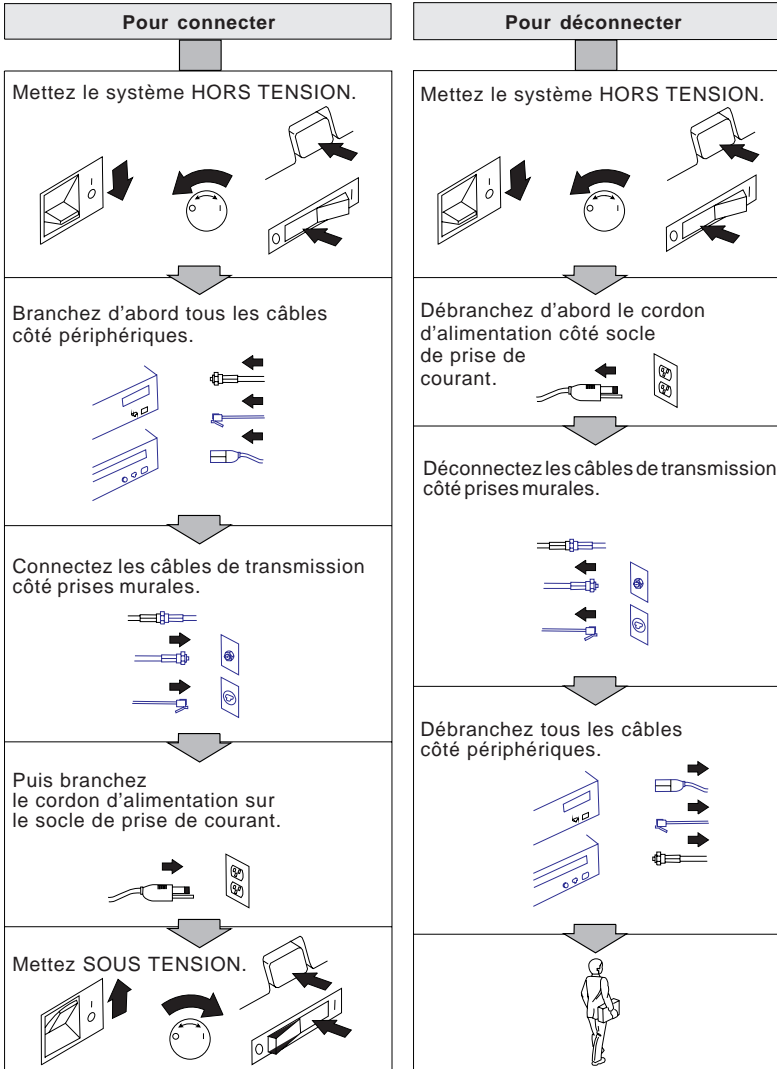 Pour connecter
Mettez le système HORS TENSION.
Branchez d'abord tous les câbles
côté périphériques.
Connectez les câbles de transmission
côté prises murales.
Puis branchez
le cordon d'alimentation sur
le socle de prise de courant.
Mettez SOUS TENSION.
Pour déconnecter
Mettez le système HORS TENSION.
Débranchez d'abord le cordon
d'alimentation côté socle
de prise de
courant.
Déconnectez les câbles de transmission
côté prises murales.
Débranchez tous les câbles
côté périphériques.